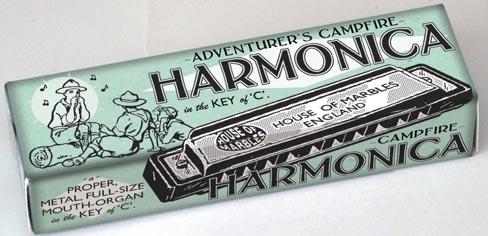 -ADVENTURER'S CAMPFIRE-
HARMONICA
in the KEY of 'C'.
HOUSE OF MARBLES
ENGLAND
HOUSE OF
MARBLES
CAMPFIRE
HARMONICA
-a-
PROPER,
METAL, FULL-SIZE
MOUTH-ORGAN
in the KEY of 'C'.